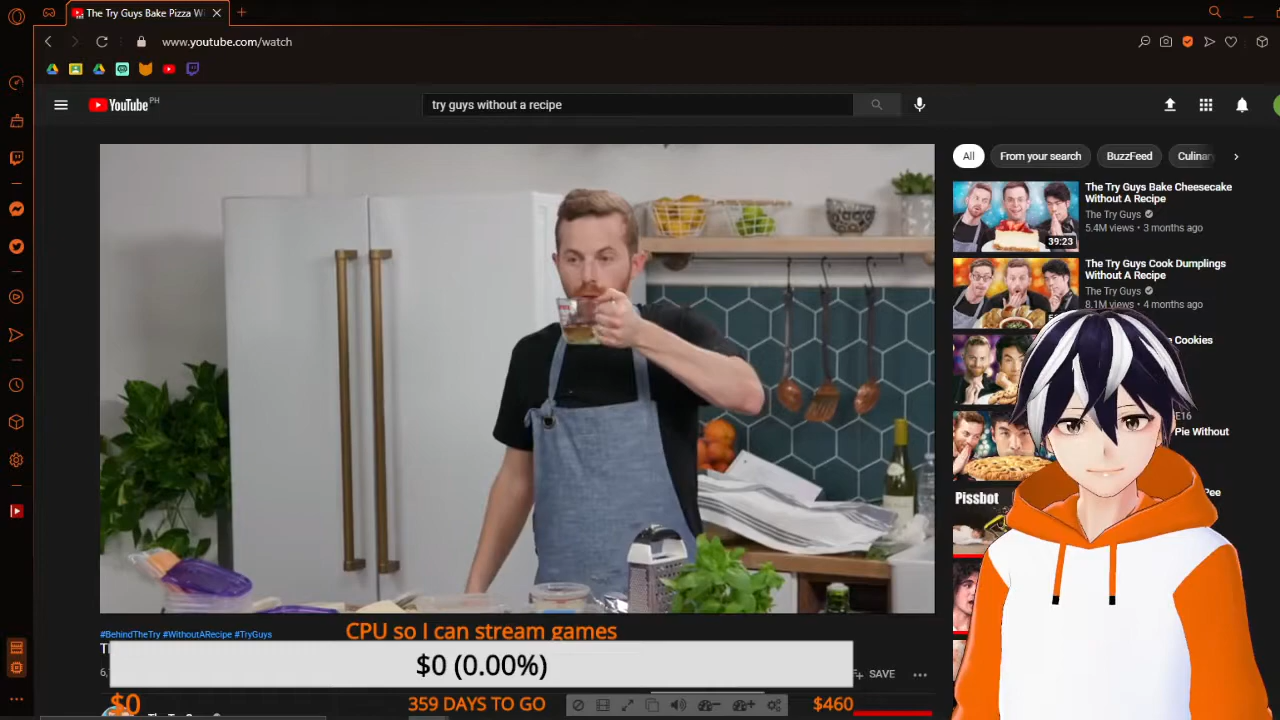 The Try Guys Bake Pizza Wi
www.youtube.com/watch
YouTube PH
try guys without a recipe
All
From your search
BuzzFeed
Culinar
The Try Guys Bake Cheesecake
Without A Recipe
The Try Guys
5.4M views • 3 months ago
39:23
The Try Guys Cook Dumplings
Without A Recipe
The Try Guys
8.1M views • 4 months ago
Cookies
E16
Pie Without
Pissbot
Pee
#BehindTheTry #WithoutARecipe #TryGuys
CPU so I can stream games
$0 (0.00%)
SAVE
$0
359 DAYS TO GO
$460